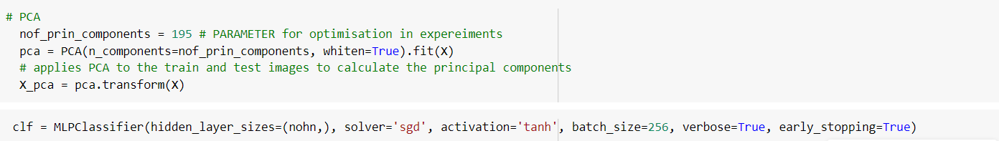 # PCA
nof_prin_components = 195 # PARAMETER for optimisation in expereiments
pca = PCA(n_components=nof_prin_components, whiten=True).fit(X)
# applies PCA to the train and test images to calculate the principal components
X_pca = pca.transform(X)
clf = MLPClassifier(hidden_layer_sizes=(nohn,), solver='sgd', activation='tanh', batch_size=256, verbose=True, early_stopping=True)